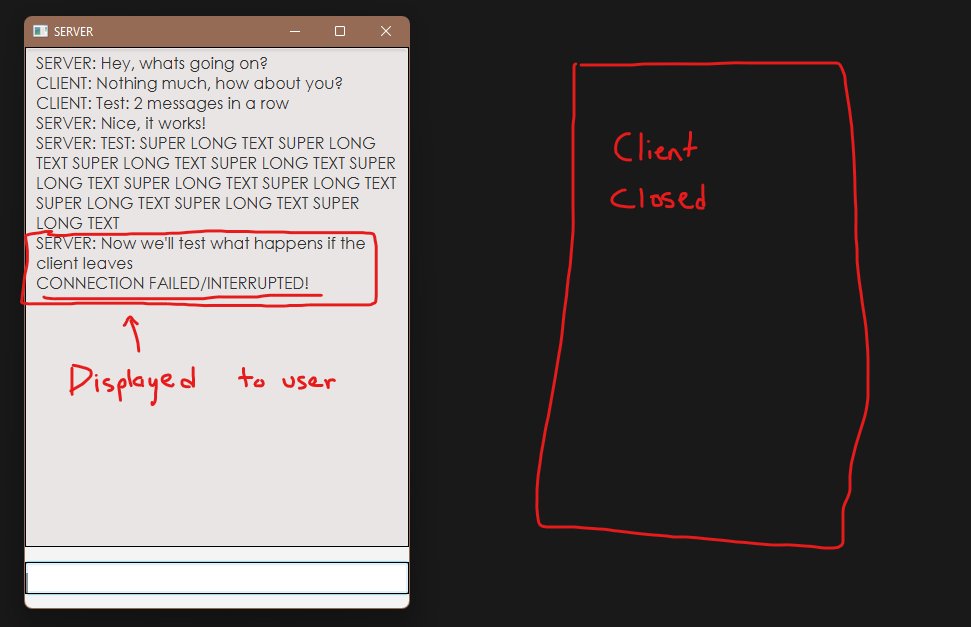 SERVER
SERVER: Hey, whats going on?
CLIENT: Nothing much, how about you?
CLIENT: Test: 2 messages in a row
SERVER: Nice, it works!
SERVER: TEST: SUPER LONG TEXT SUPER LONG
TEXT SUPER LONG TEXT SUPER LONG TEXT SUPER
LONG TEXT SUPER LONG TEXT SUPER LONG TEXT
SUPER LONG TEXT SUPER LONG TEXT SUPER
LONG TEXT
SERVER: Now we'll test what happens if the
client leaves
CONNECTION FAILED/INTERRUPTED!
Displayed to user
Client
Closed